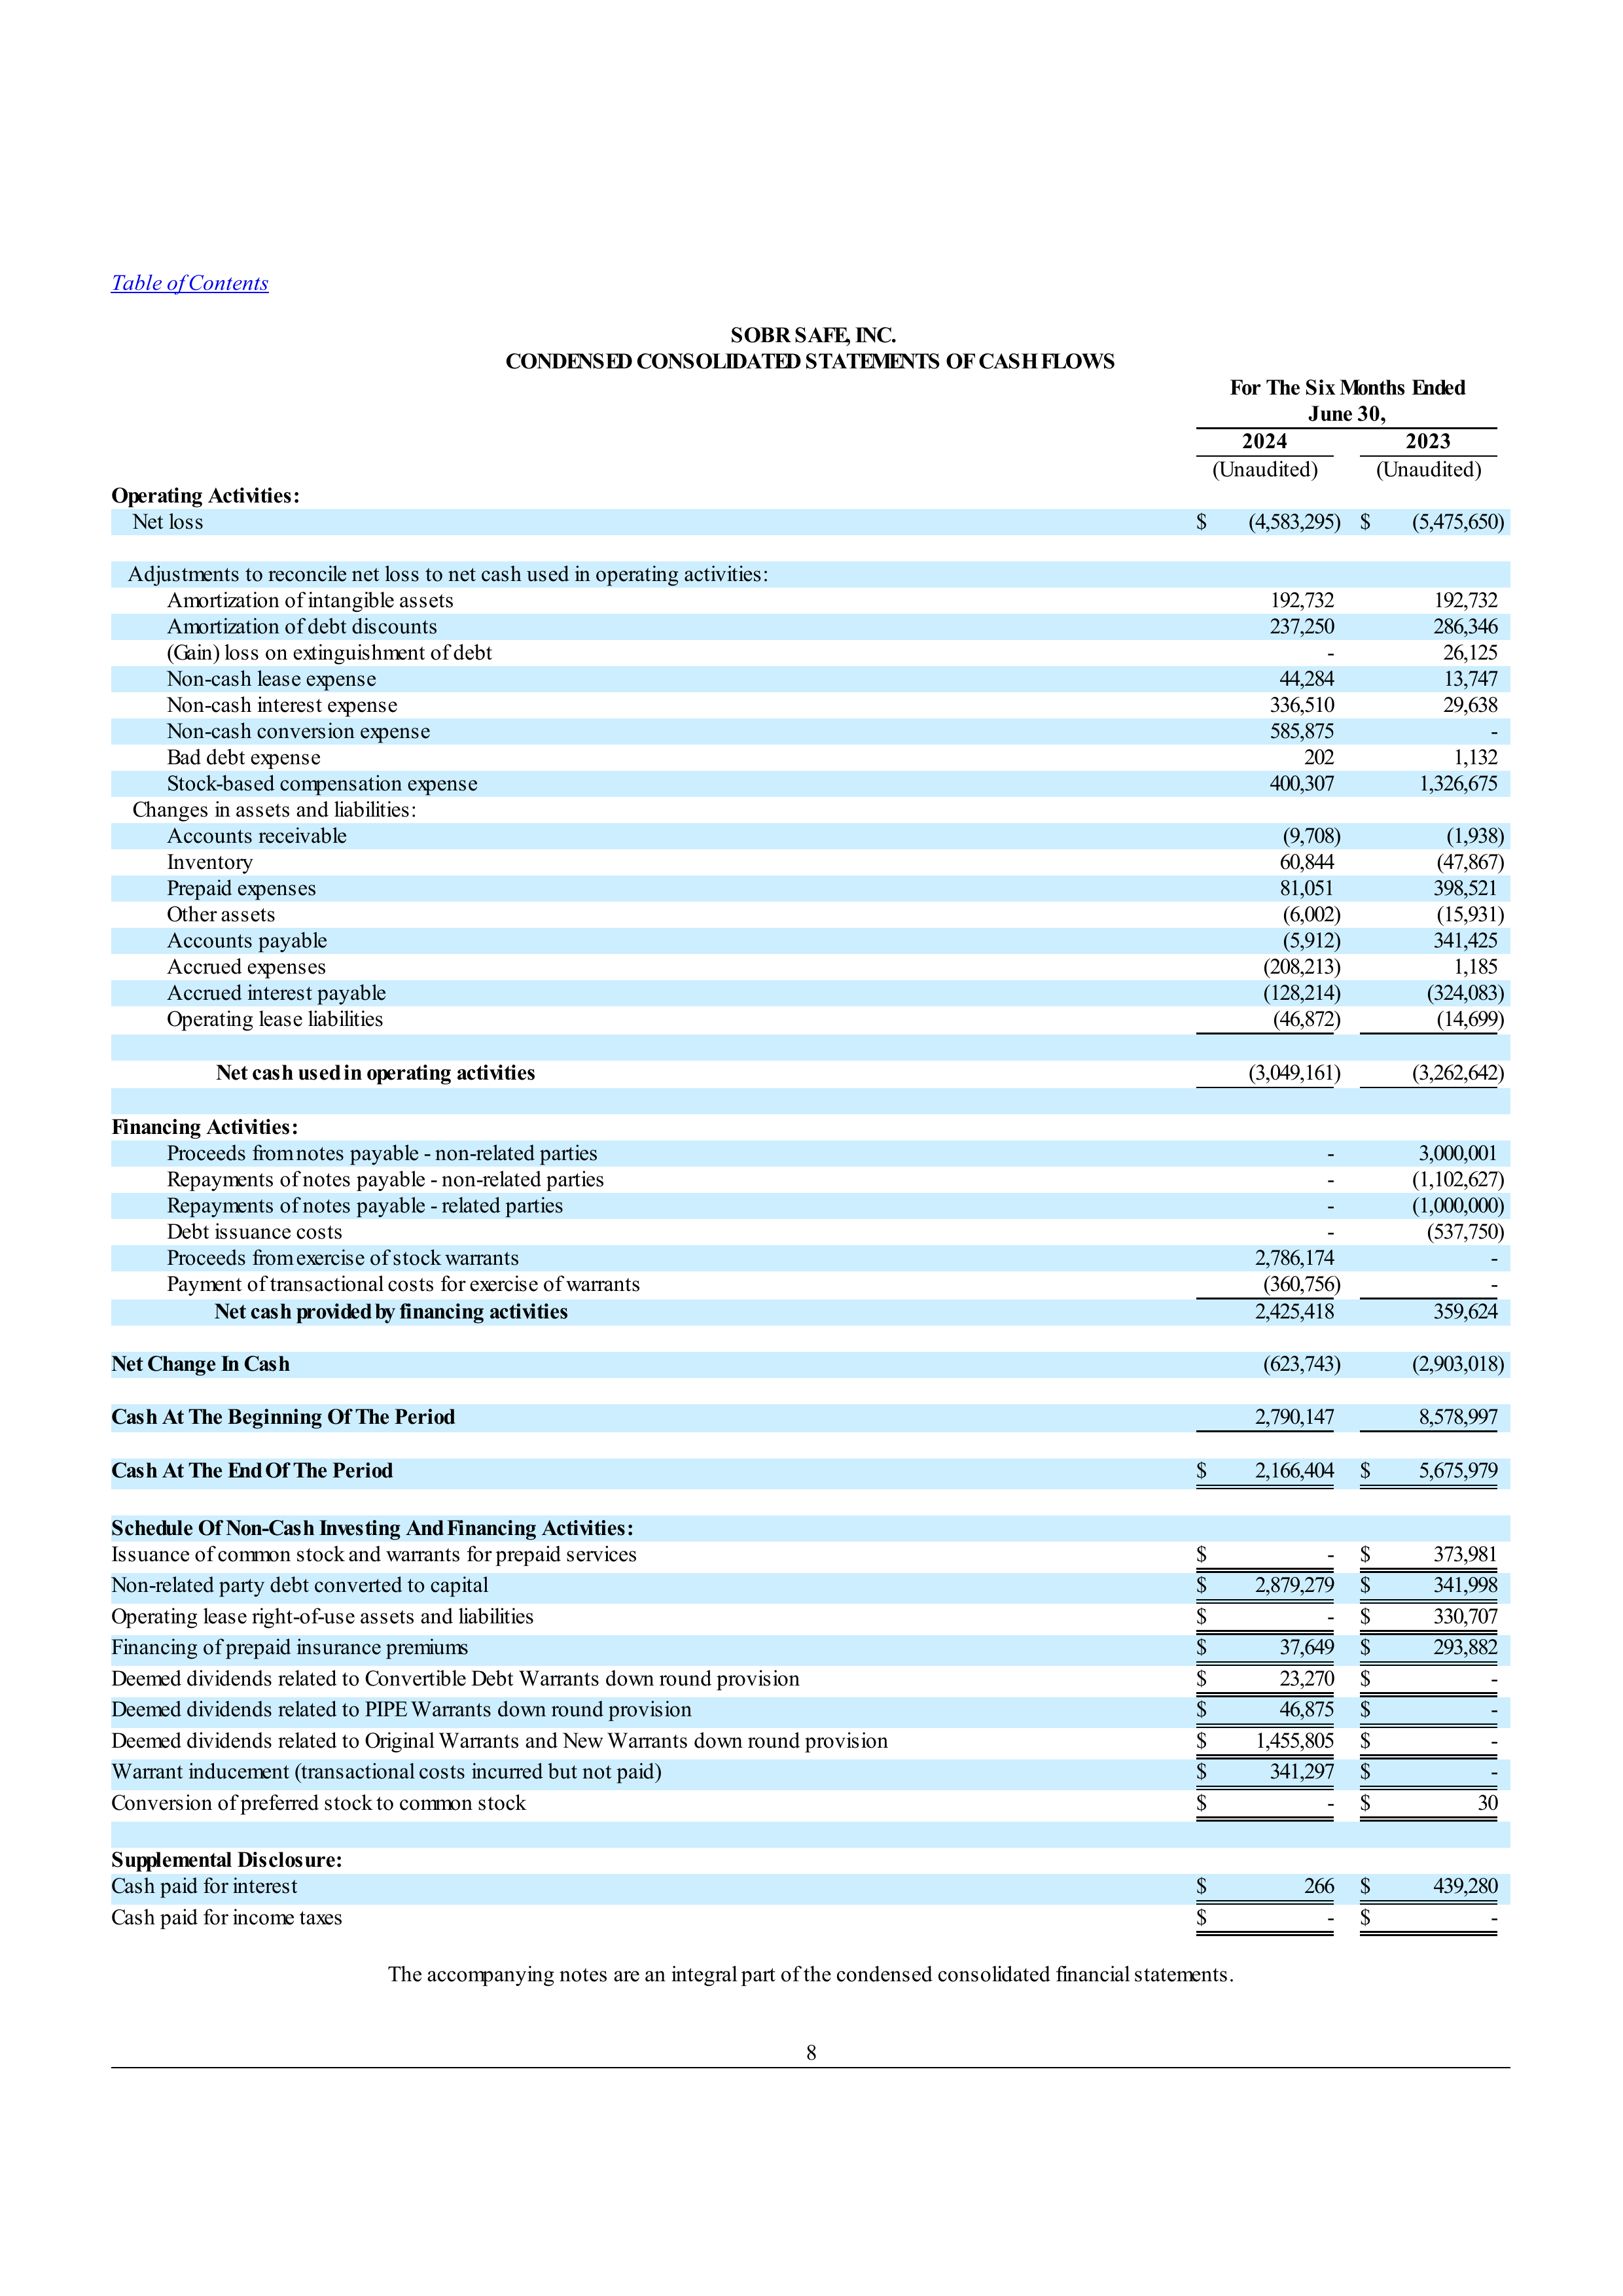 Table of Contents
SOBR SAFE, INC.
CONDENSED CONSOLIDATED STATEMENTS OF CASH FLOWS
For The Six Months Ended
June 30,
2024 2023
(Unaudited) (Unaudited)
Operating Activities:
Net loss $ (4,583,295) $ (5,475,650)
Adjustments to reconcile net loss to net cash used in operating activities:
Amortization of intangible assets 192,732 192,732
Amortization of debt discounts 237,250 286,346
(Gain) loss on extinguishment of debt - 26,125
Non-cash lease expense 44,284 13,747
Non-cash interest expense 336,510 29,638
Non-cash conversion expense 585,875 -
Bad debt expense 202 1,132
Stock-based compensation expense 400,307 1,326,675
Changes in assets and liabilities:
Accounts receivable (9,708) (1,938)
Inventory 60,844 (47,867)
Prepaid expenses 81,051 398,521
Other assets (6,002) (15,931)
Accounts payable (5,912) 341,425
Accrued expenses (208,213) 1,185
Accrued interest payable (128,214) (324,083)
Operating lease liabilities (46,872) (14,699)
Net cash used in operating activities (3,049,161) (3,262,642)
Financing Activities:
Proceeds from notes payable - non-related parties - 3,000,001
Repayments of notes payable - non-related parties - (1,102,627)
Repayments of notes payable - related parties - (1,000,000)
Debt issuance costs - (537,750)
Proceeds from exercise of stock warrants 2,786,174 -
Payment of transactional costs for exercise of warrants (360,756) -
Net cash provided by financing activities 2,425,418 359,624
Net Change In Cash (623,743) (2,903,018)
Cash At The Beginning Of The Period 2,790,147 8,578,997
Cash At The End Of The Period $ 2,166,404 $ 5,675,979
Schedule Of Non-Cash Investing And Financing Activities:
Issuance of common stock and warrants for prepaid services $ - $ 373,981
Non-related party debt converted to capital $ 2,879,279 $ 341,998
Operating lease right-of-use assets and liabilities $ - $ 330,707
Financing of prepaid insurance premiums $ 37,649 $ 293,882
Deemed dividends related to Convertible Debt Warrants down round provision $ 23,270 $ -
Deemed dividends related to PIPE Warrants down round provision $ 46,875 $ -
Deemed dividends related to Original Warrants and New Warrants down round provision $ 1,455,805 $ -
Warrant inducement (transactional costs incurred but not paid) $ 341,297 $ -
Conversion of preferred stock to common stock $ - $ 30
Supplemental Disclosure:
Cash paid for interest $ 266 $ 439,280
Cash paid for income taxes $ - $ -
The accompanying notes are an integral part of the condensed consolidated financial statements.
8